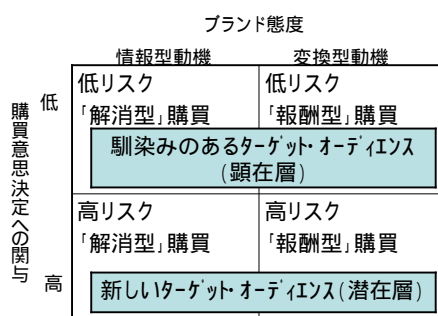 ブランド態度
情報型動機 変換型動機
低 低リスク 低リスク
「解消型」購買 「報酬型」購買
馴染みのあるターゲット・オーディエンス
(顕在層)
購買意思決定への関与
高リスク 高リスク
「解消型」購買 「報酬型」購買
高 新しいターゲット・オーディエンス(潜在層)